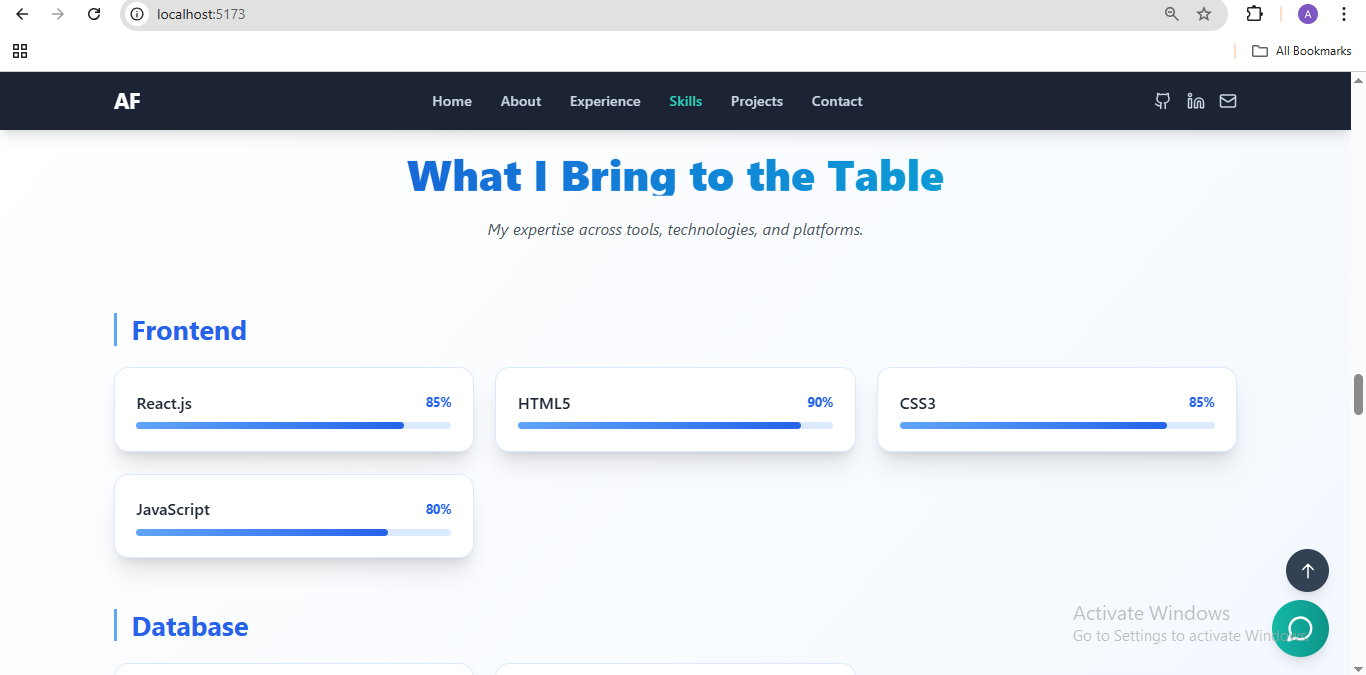 localhost:5173
A
All Bookmarks
AF
Home About Experience Skills Projects Contact
What I Bring to the Table
My expertise across tools, technologies, and platforms.
Frontend
React.js 85%
HTML5 90%
CSS3 85%
JavaScript 80%
Database
Activate Windows
Go to Settings to activate Windows.